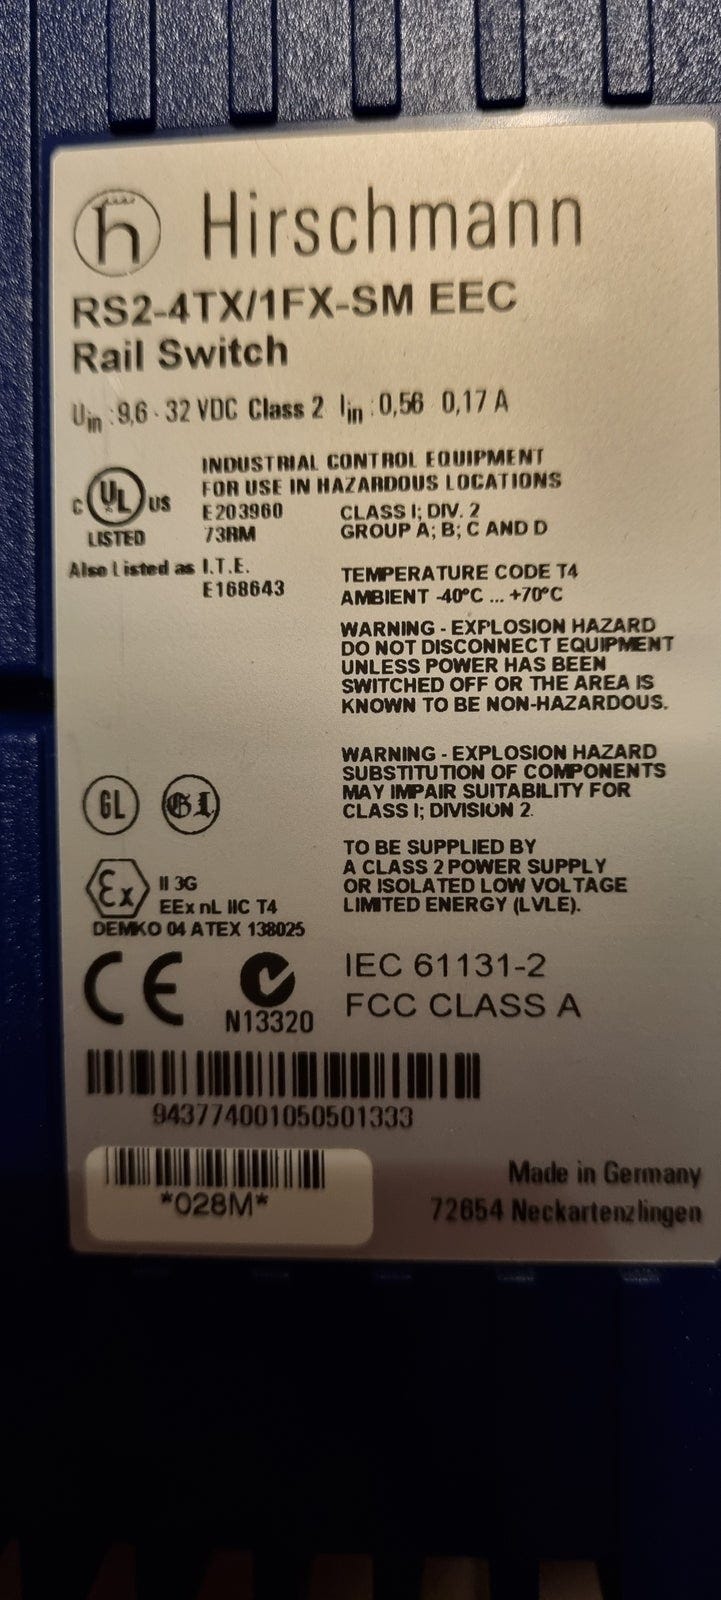 Hirschmann
RS2-4TX/1FX-SM EEC
Rail Switch
Uin : 9,6 - 32 VDC Class 2 Iin : 0,56 0,17 A
INDUSTRIAL CONTROL EQUIPMENT
FOR USE IN HAZARDOUS LOCATIONS
C UL US
LISTED
E203960
73RM
CLASS I; DIV. 2
GROUP A; B; C AND D
Also Listed as I.T.E.
E168643
TEMPERATURE CODE T4
AMBIENT -40°C ... +70°C
WARNING - EXPLOSION HAZARD
DO NOT DISCONNECT EQUIPMENT
UNLESS POWER HAS BEEN
SWITCHED OFF OR THE AREA IS
KNOWN TO BE NON-HAZARDOUS.
WARNING - EXPLOSION HAZARD
SUBSTITUTION OF COMPONENTS
MAY IMPAIR SUITABILITY FOR
CLASS I; DIVISION 2.
GL GL
TO BE SUPPLIED BY
A CLASS 2 POWER SUPPLY
OR ISOLATED LOW VOLTAGE
LIMITED ENERGY (LVLE).
Ex II 3G
EEx nL IIC T4
DEMKO 04 ATEX 138025
CE
N13320
IEC 61131-2
FCC CLASS A
943774001050501333
*028M*
Made in Germany
72654 Neckartenzlingen